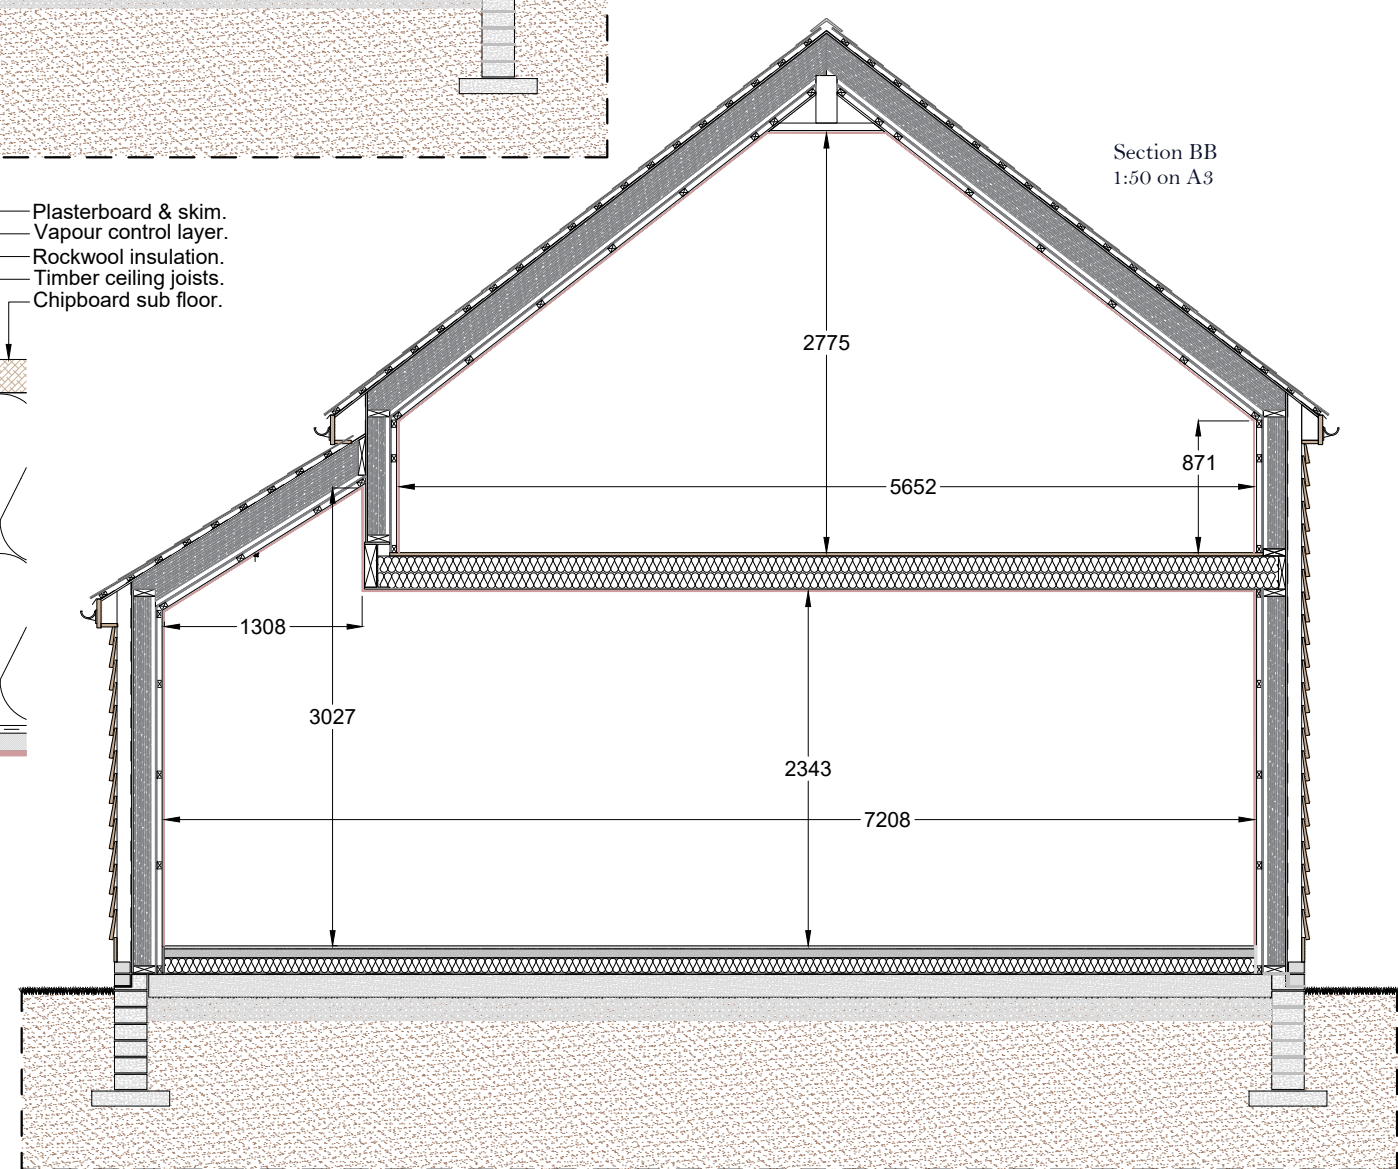 Section BB
1:50 on A3
Plasterboard & skim.
Vapour control layer.
Rockwool insulation.
Timber ceiling joists.
Chipboard sub floor.
2775
871
5652
1308
3027
2343
7208